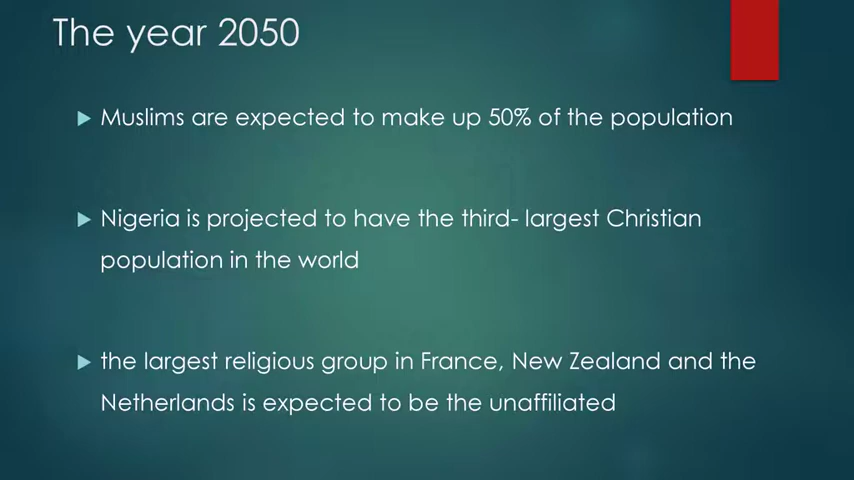 The year 2050
Muslims are expected to make up 50% of the population
Nigeria is projected to have the third- largest Christian
population in the world
the largest religious group in France, New Zealand and the
Netherlands is expected to be the unaffiliated